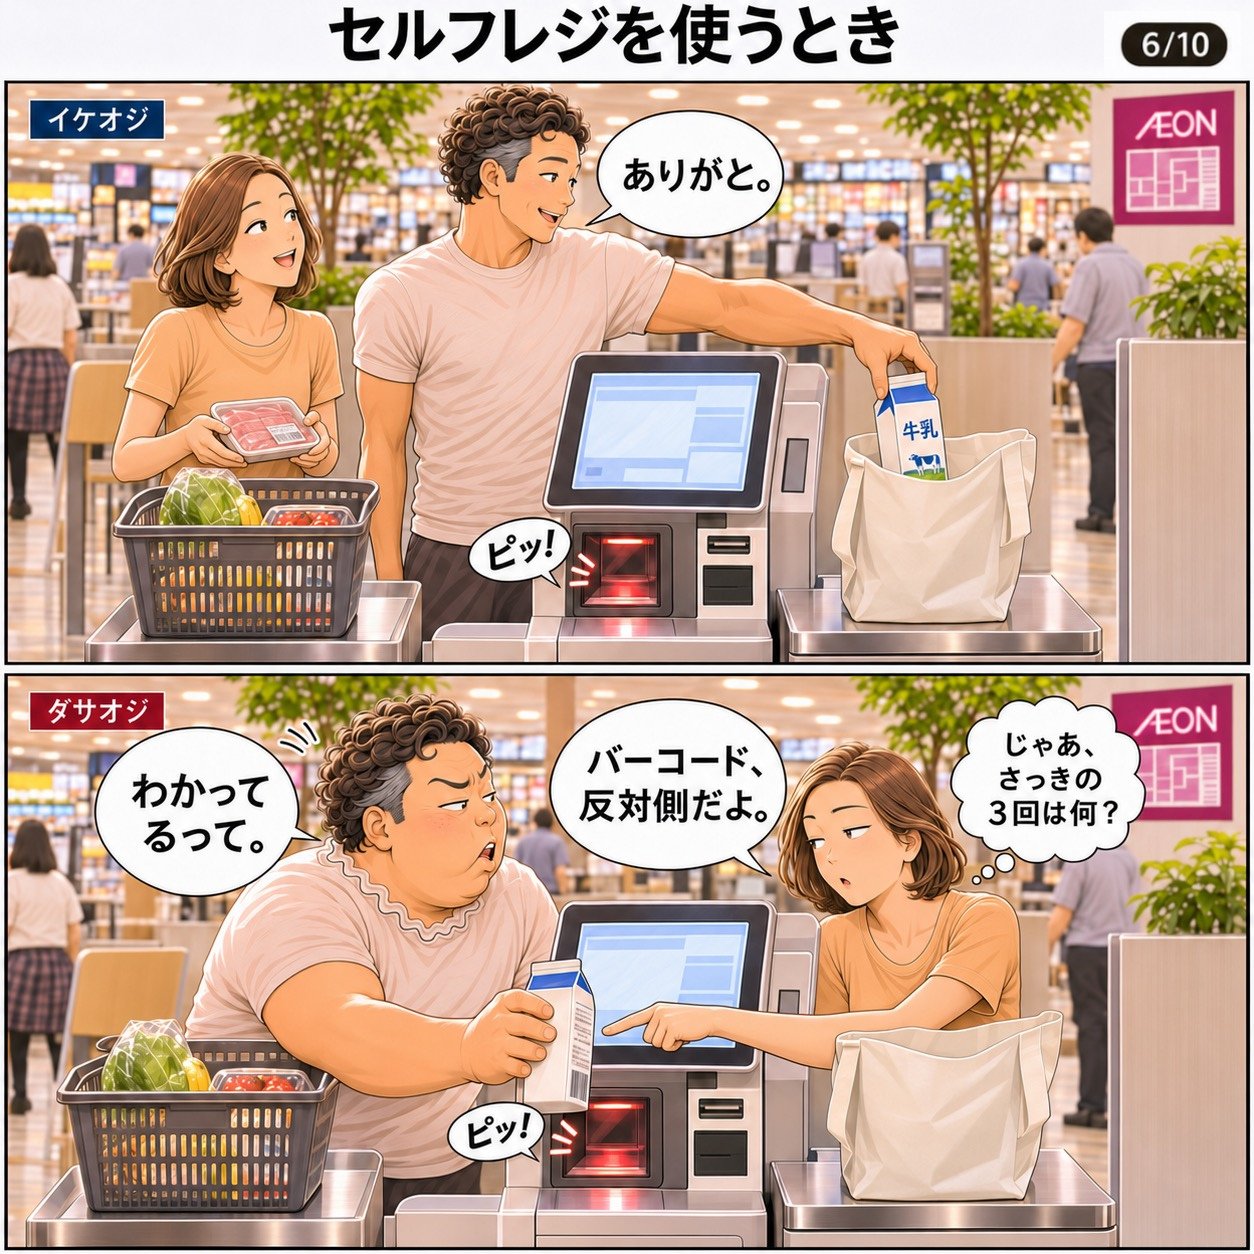 セルフレジを使うとき
6/10
イケオジ
ありがと。
ÆON
牛乳
ピッ!
ダサオジ
わかって
るって。
バーコード、
反対側だよ。
じゃあ、
さっきの
3回は何?
ÆON
ピッ!